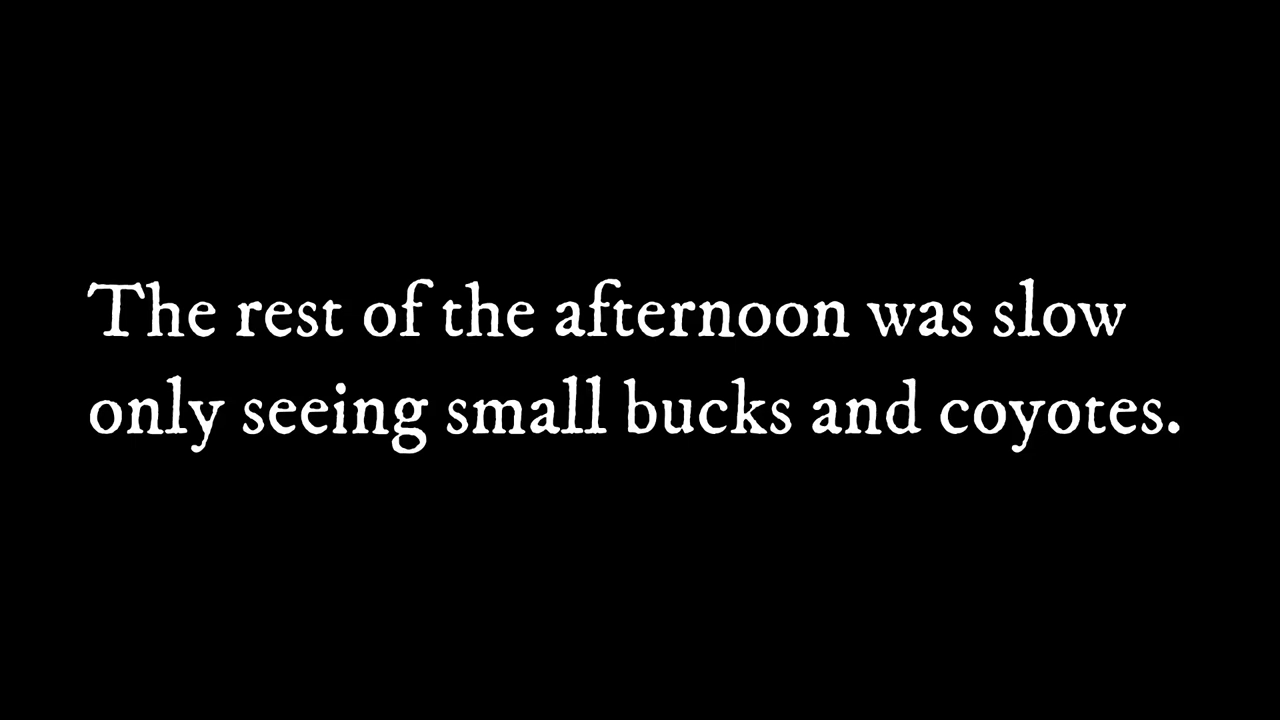 The rest of the afternoon was slow
only seeing small bucks and coyotes.